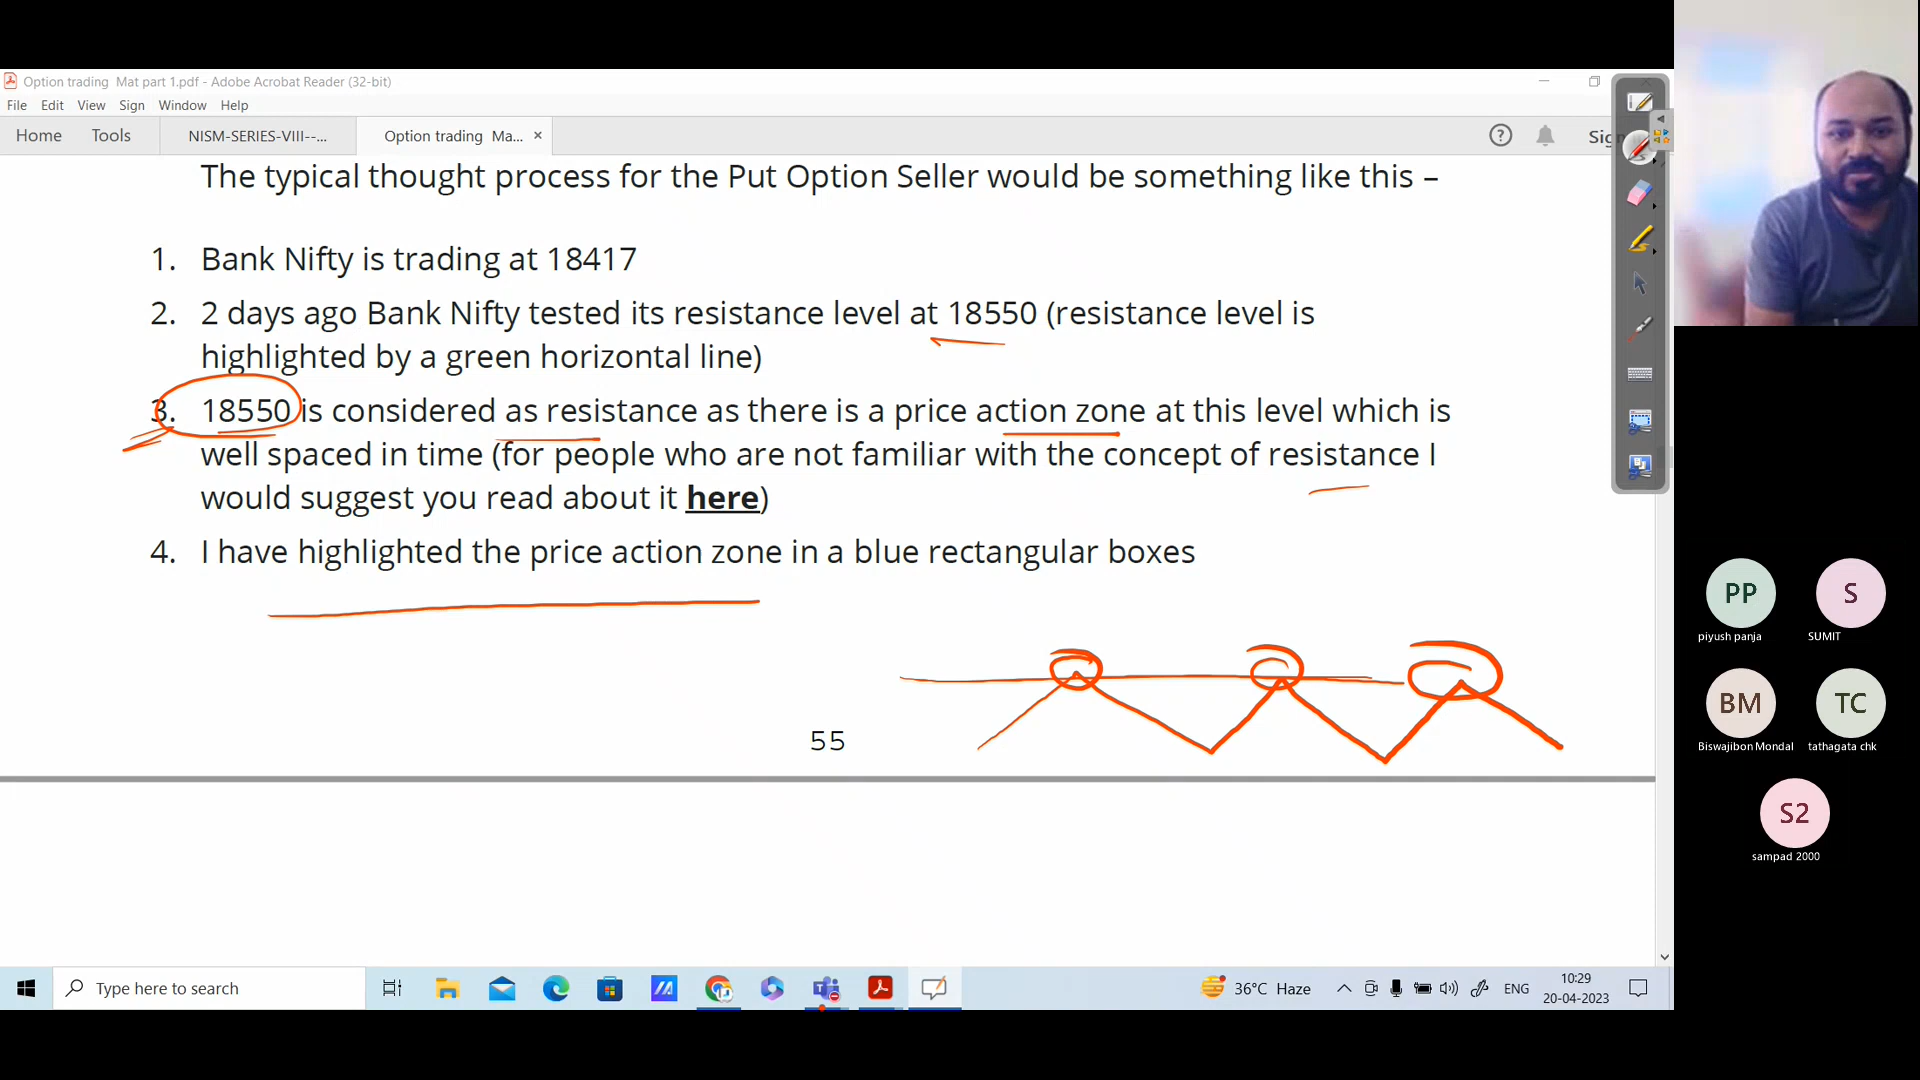 Option trading Mat part 1.pdf - Adobe Acrobat Reader (32-bit)
File Edit View Sign Window Help
Home Tools NISM-SERIES-VIII--... Option trading Ma... ×
The typical thought process for the Put Option Seller would be something like this –
1. Bank Nifty is trading at 18417
2. 2 days ago Bank Nifty tested its resistance level at 18550 (resistance level is
highlighted by a green horizontal line)
3. 18550 is considered as resistance as there is a price action zone at this level which is
well spaced in time (for people who are not familiar with the concept of resistance I
would suggest you read about it here)
4. I have highlighted the price action zone in a blue rectangular boxes
55
PP S
piyush panja SUMIT
BM TC
Biswajibon Mondal tathagata chk
S2
sampad 2000
Type here to search
36°C Haze
ENG
10:29
20-04-2023